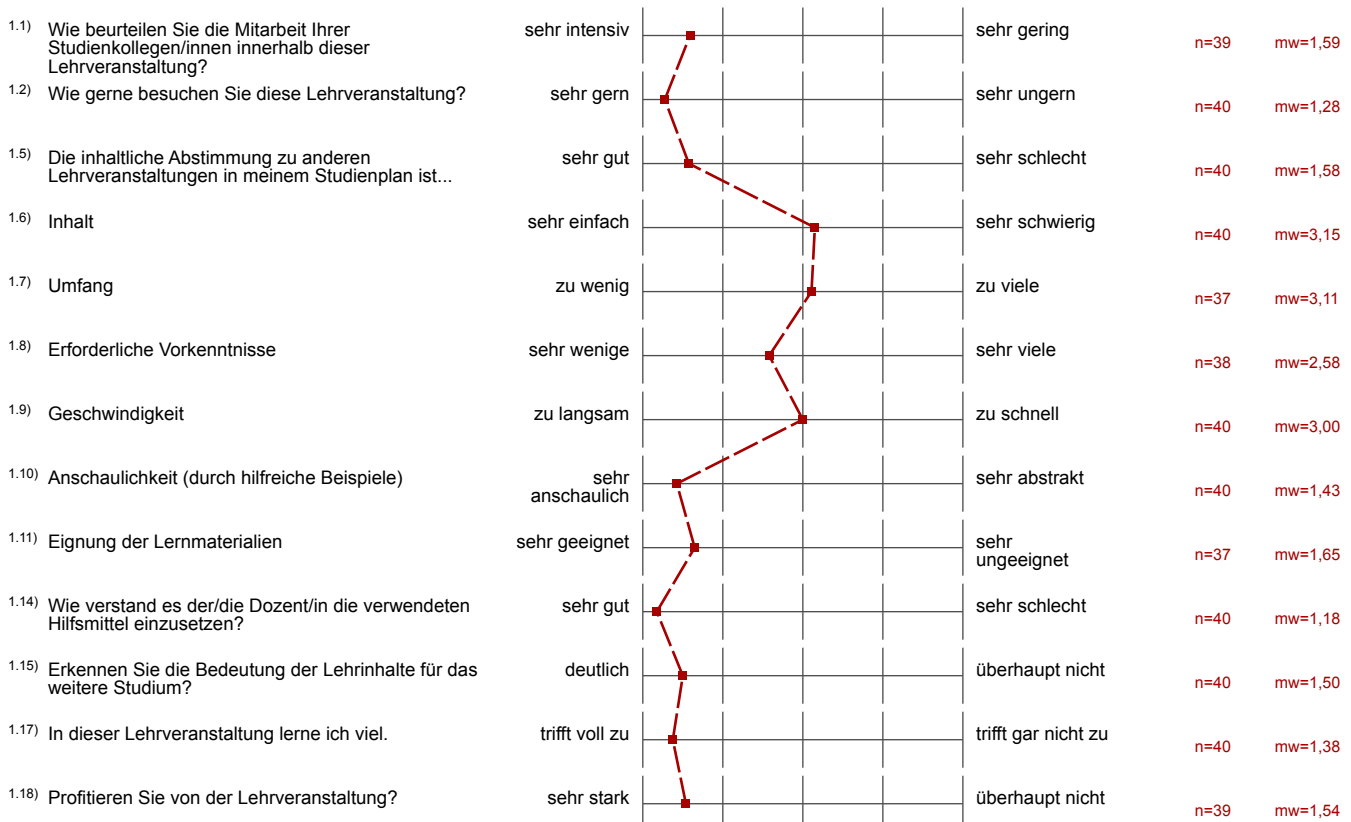 1.1) Wie beurteilen Sie die Mitarbeit Ihrer
Studienkollegen/innen innerhalb dieser
Lehrveranstaltung?
sehr intensiv
sehr gering
n=39
mw=1,59
1.2) Wie gerne besuchen Sie diese Lehrveranstaltung?
sehr gern
sehr ungern
n=40
mw=1,28
1.5) Die inhaltliche Abstimmung zu anderen
Lehrveranstaltungen in meinem Studienplan ist...
sehr gut
sehr schlecht
n=40
mw=1,58
1.6) Inhalt
sehr einfach
sehr schwierig
n=40
mw=3,15
1.7) Umfang
zu wenig
zu viele
n=37
mw=3,11
1.8) Erforderliche Vorkenntnisse
sehr wenige
sehr viele
n=38
mw=2,58
1.9) Geschwindigkeit
zu langsam
zu schnell
n=40
mw=3,00
1.10) Anschaulichkeit (durch hilfreiche Beispiele)
sehr
anschaulich
sehr abstrakt
n=40
mw=1,43
1.11) Eignung der Lernmaterialien
sehr geeignet
sehr
ungeeignet
n=37
mw=1,65
1.14) Wie verstand es der/die Dozent/in die verwendeten
Hilfsmittel einzusetzen?
sehr gut
sehr schlecht
n=40
mw=1,18
1.15) Erkennen Sie die Bedeutung der Lehrinhalte für das
weitere Studium?
deutlich
überhaupt nicht
n=40
mw=1,50
1.17) In dieser Lehrveranstaltung lerne ich viel.
trifft voll zu
trifft gar nicht zu
n=40
mw=1,38
1.18) Profitieren Sie von der Lehrveranstaltung?
sehr stark
überhaupt nicht
n=39
mw=1,54